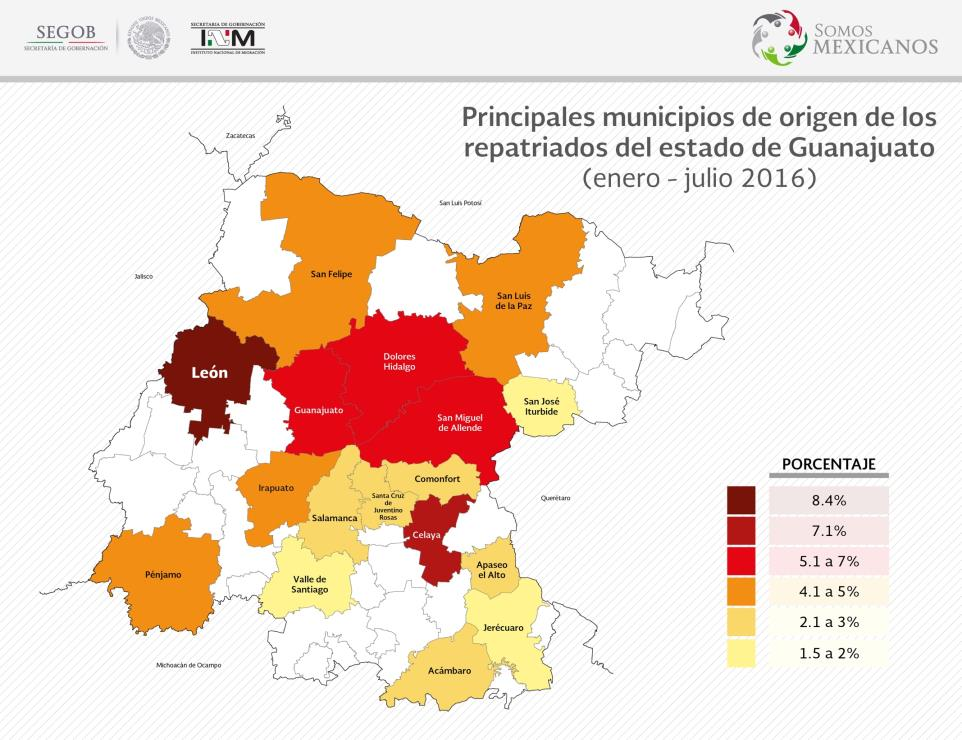 SEGOB
SECRETARÍA DE GOBERNACIÓN
SECRETARÍA DE GOBERNACIÓN
INM
INSTITUTO NACIONAL DE MIGRACIÓN
SOMOS
MEXICANOS
Principales municipios de origen de los
repatriados del estado de Guanajuato
(enero - julio 2016)
Zacatecas
San Luis Potosí
Jalisco
San Felipe
San Luis
de la Paz
León
Dolores
Hidalgo
Guanajuato
San Miguel
de Allende
San José
Iturbide
Irapuato
Comonfort
Santa Cruz
de
Juventino
Rosas
Salamanca
Celaya
Querétaro
Pénjamo
Valle de
Santiago
Apaseo
el Alto
Jerécuaro
Acámbaro
Michoacán de Ocampo
PORCENTAJE
8.4%
7.1%
5.1 a 7%
4.1 a 5%
2.1 a 3%
1.5 a 2%